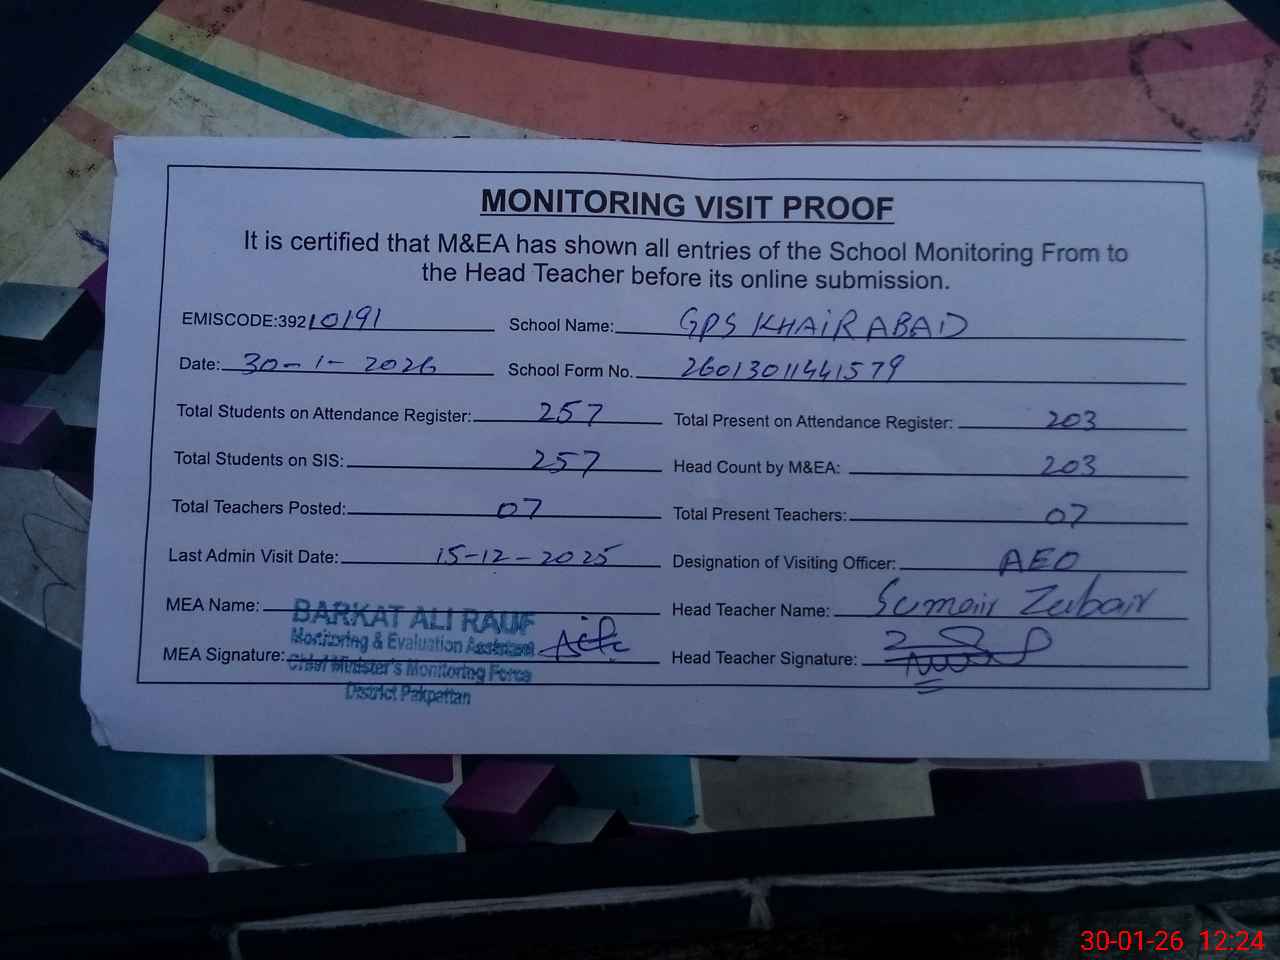 MONITORING VISIT PROOF
It is certified that M&EA has shown all entries of the School Monitoring From to
the Head Teacher before its online submission.
EMISCODE:39210191 School Name: GPS KHAIRABAD
Date: 30-1-2026 School Form No. 26013011441579
Total Students on Attendance Register: 257 Total Present on Attendance Register: 203
Total Students on SIS: 257 Head Count by M&EA: 203
Total Teachers Posted: 07 Total Present Teachers: 07
Last Admin Visit Date: 15-12-2025 Designation of Visiting Officer: AEO
MEA Name: BARKAT ALI RAUF Head Teacher Name: Sumair Zubair
Monitoring & Evaluation Assistant
MEA Signature: Chief Minister's Monitoring Force Head Teacher Signature:
District Pakpattan
30-01-26 12:24